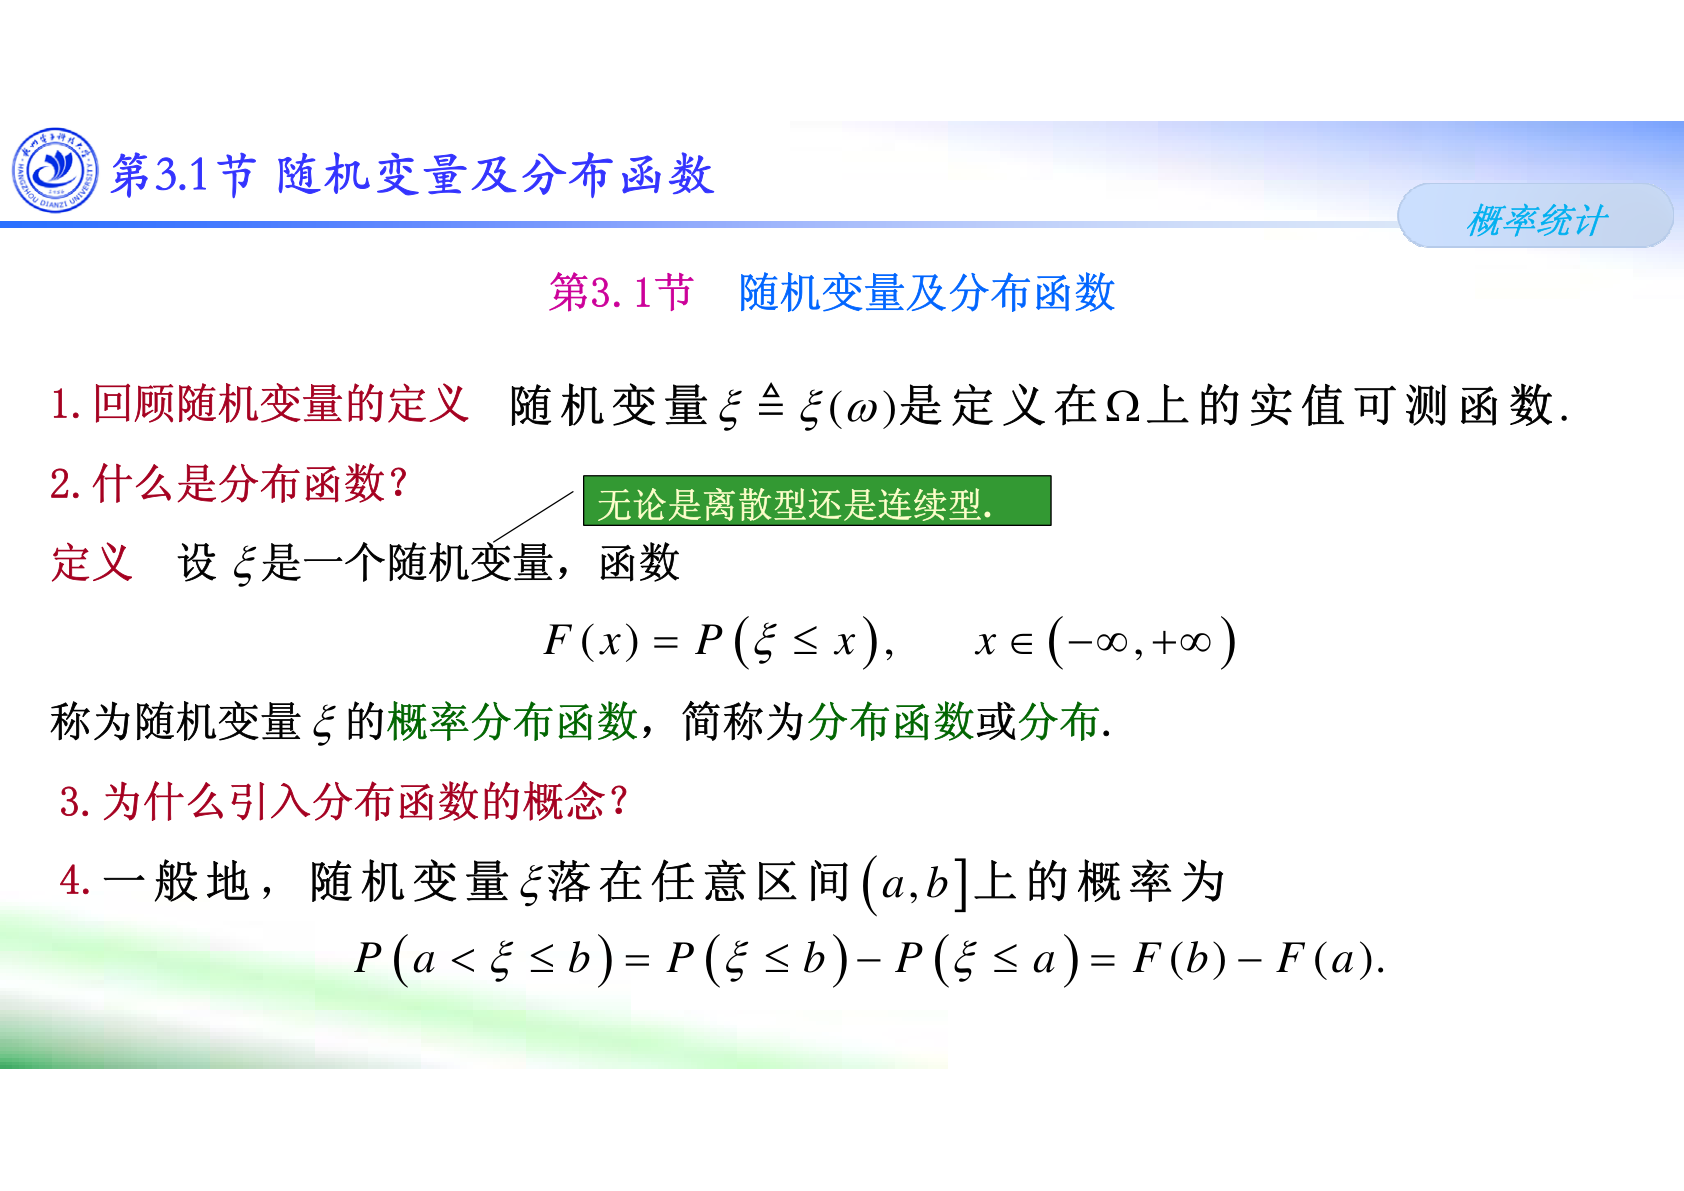 第3.1节 随机变量及分布函数
概率统计
第3.1节 随机变量及分布函数
1.回顾随机变量的定义 随机变量ξ ≜ ξ(ω)是定义在Ω上的实值可测函数.
2.什么是分布函数？
无论是离散型还是连续型.
定义 设 ξ是一个随机变量，函数
F(x) = P(ξ ≤ x), x ∈ (−∞,+∞)
称为随机变量 ξ 的概率分布函数，简称为分布函数或分布.
3.为什么引入分布函数的概念？
4.一般地，随机变量ξ落在任意区间(a,b]上的概率为
P(a < ξ ≤ b) = P(ξ ≤ b) − P(ξ ≤ a) = F(b) − F(a).